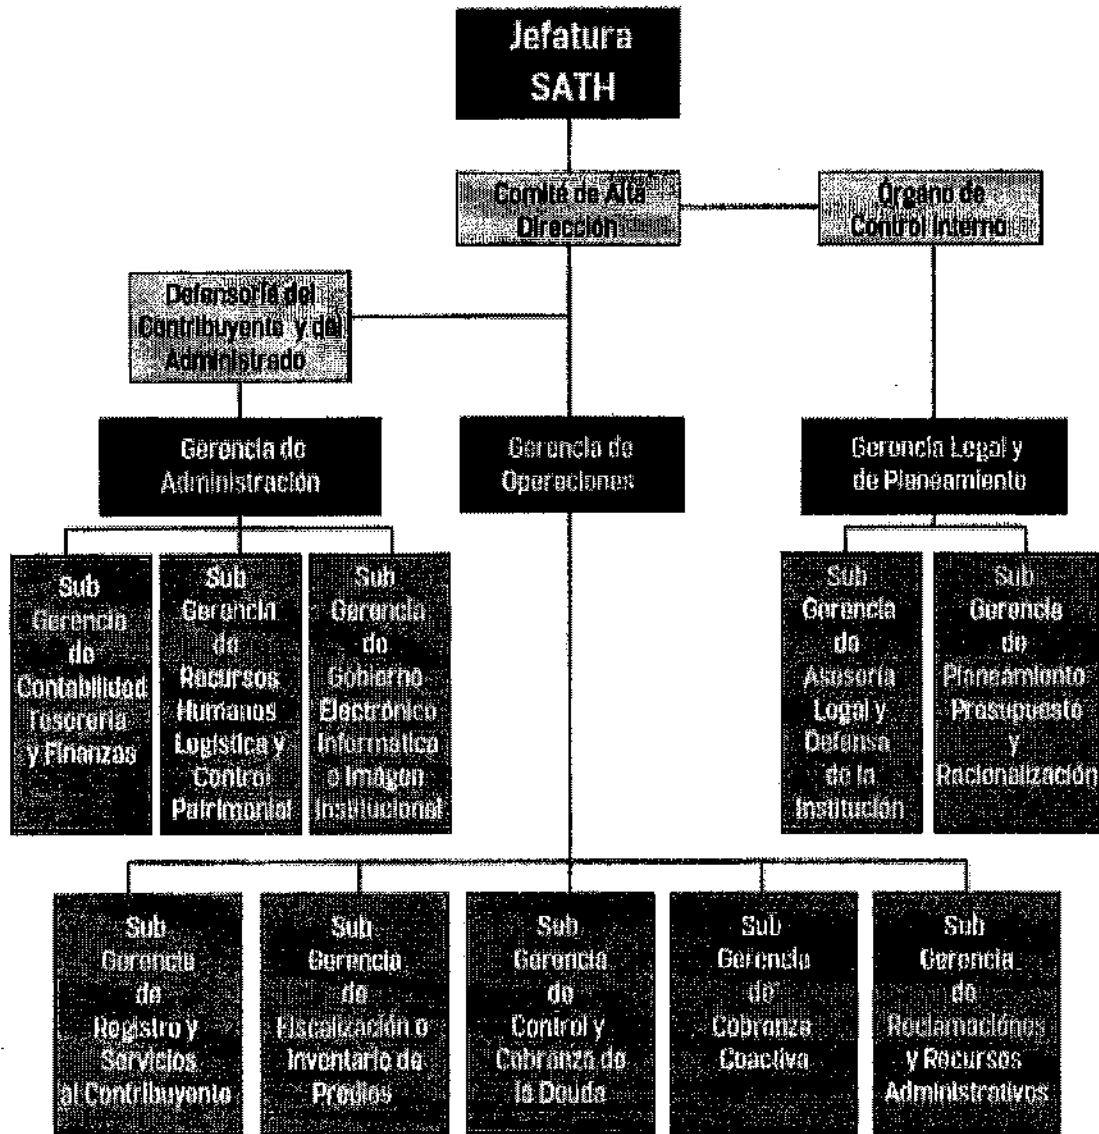 Jefatura
SATH
Comité de Alta
Dirección
Órgano de
Control Interno
Defensoría del
Contribuyente y del
Administrado
Gerencia de
Administración
Gerencia de
Operaciones
Gerencia Legal y
de Planeamiento
Sub
Gerencia
de
Contabilidad
Tesorería
y Finanzas
Sub
Gerencia
de
Recursos
Humanos
Logística y
Control
Patrimonial
Sub
Gerencia
de
Gobierno
Electrónico
Informática
e Imágen
Institucional
Sub
Gerencia
de
Asesoría
Legal y
Defensa
de la
Institución
Sub
Gerencia
de
Planeamiento
Presupuesto
y
Racionalización
Sub
Gerencia
de
Registro y
Servicios
al Contribuyente
Sub
Gerencia
de
Fiscalización e
Inventario de
Predios
Sub
Gerencia
de
Control y
Cobranza de
la Deuda
Sub
Gerencia
de
Cobranza
Coactiva
Sub
Gerencia
de
Reclamaciónes
y Recursos
Administrativos